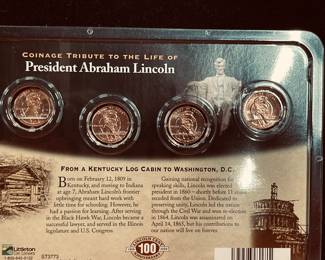 COINAGE TRIBUTE TO THE LIFE OF
President Abraham Lincoln
FROM A KENTUCKY LOG CABIN TO WASHINGTON, D.C.
BORN on February 12, 1809 in
Kentucky, and moving to Indiana
at age 7, Abraham Lincoln's frontier
upbringing meant hard work with
little time for schooling. However,
he had a passion for learning. After serving
in the Black Hawk War, Lincoln became a
successful lawyer, and served in the Illinois
legislature and U.S. Congress.
Gaining national recognition for
speaking skills, Lincoln was elected
president in 1860 – shortly before 11 states
seceded from the Union. Dedicated to
preserving unity, Lincoln led the nation
through the Civil War and won re-election
in 1864. Lincoln was assassinated on
April 14, 1865, but his contributions to
our nation will live on forever.
Littleton
1-800-645-3122
ST3773
100